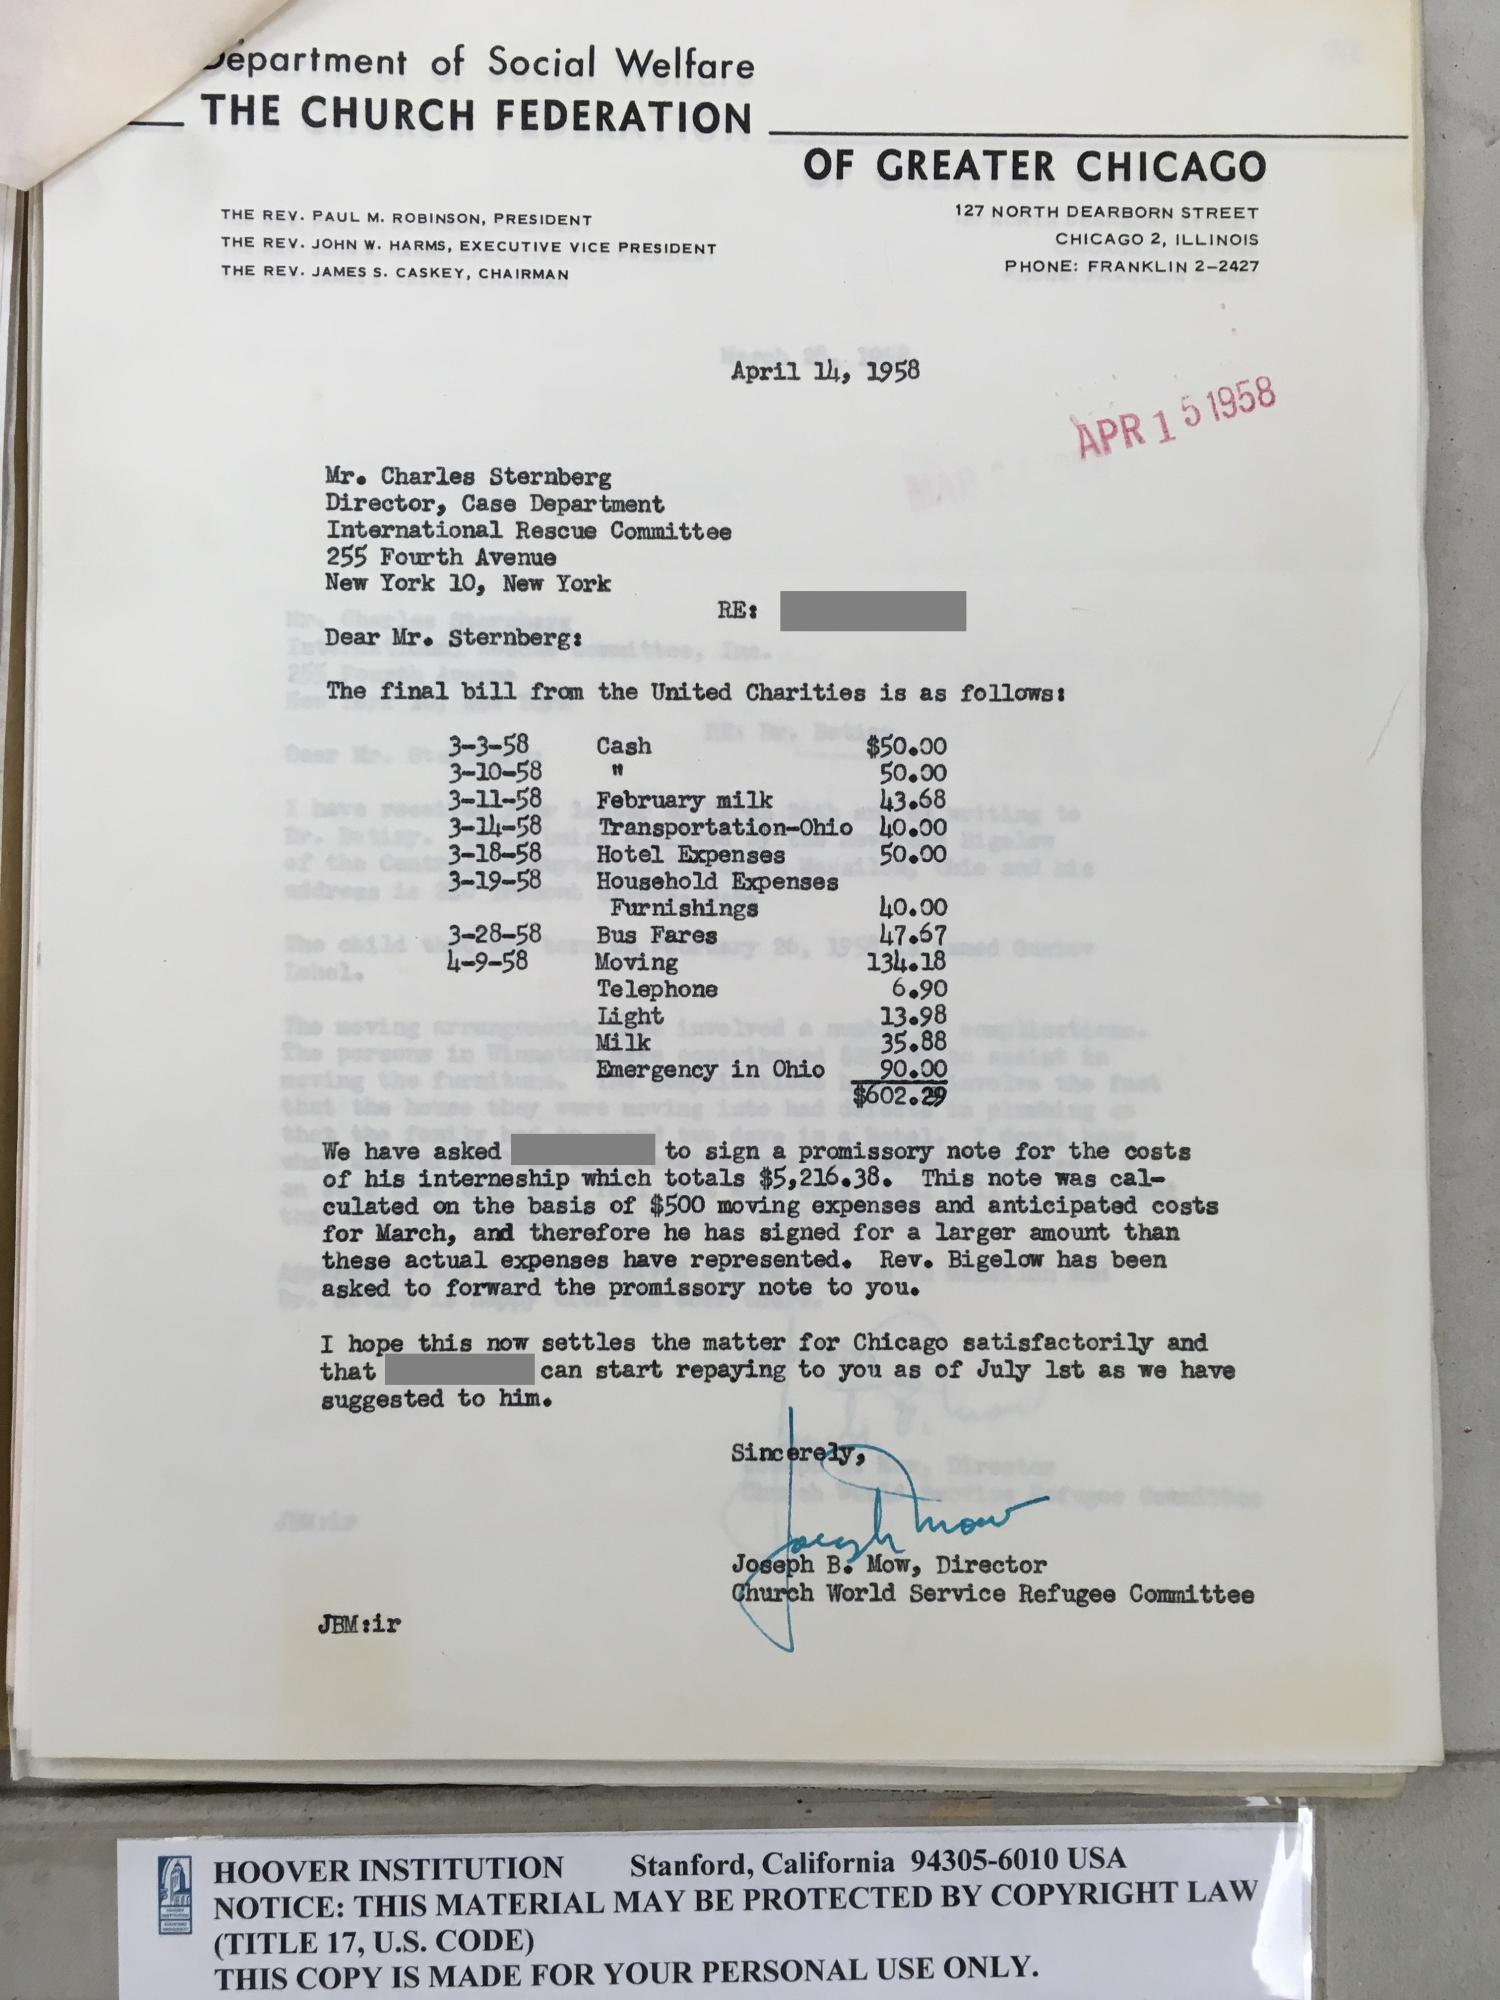 Department of Social Welfare
THE CHURCH FEDERATION
OF GREATER CHICAGO
THE REV. PAUL M. ROBINSON, PRESIDENT
THE REV. JOHN W. HARMS, EXECUTIVE VICE PRESIDENT
THE REV. JAMES S. CASKEY, CHAIRMAN
127 NORTH DEARBORN STREET
CHICAGO 2, ILLINOIS
PHONE: FRANKLIN 2-2427
April 14, 1958
APR 15 1958
Mr. Charles Sternberg
Director, Case Department
International Rescue Committee
255 Fourth Avenue
New York 10, New York
RE:
Dear Mr. Sternberg:
The final bill from the United Charities is as follows:
3-3-58 Cash $50.00
3-10-58 " 50.00
3-11-58 February milk 43.68
3-14-58 Transportation-Ohio 40.00
3-18-58 Hotel Expenses 50.00
3-19-58 Household Expenses
Furnishings 40.00
3-28-58 Bus Fares 47.67
4-9-58 Moving 134.18
Telephone 6.90
Light 13.98
Milk 35.88
Emergency in Ohio 90.00
$602.29
We have asked to sign a promissory note for the costs
of his interneship which totals $5,216.38. This note was cal-
culated on the basis of $500 moving expenses and anticipated costs
for March, and therefore he has signed for a larger amount than
these actual expenses have represented. Rev. Bigelow has been
asked to forward the promissory note to you.
I hope this now settles the matter for Chicago satisfactorily and
that can start repaying to you as of July 1st as we have
suggested to him.
Sincerely,
Joseph Mow
Joseph B. Mow, Director
Church World Service Refugee Committee
JBM:ir
HOOVER INSTITUTION Stanford, California 94305-6010 USA
NOTICE: THIS MATERIAL MAY BE PROTECTED BY COPYRIGHT LAW
(TITLE 17, U.S. CODE)
THIS COPY IS MADE FOR YOUR PERSONAL USE ONLY.